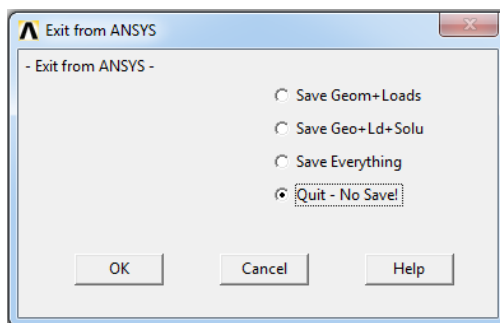 Exit from ANSYS
- Exit from ANSYS -
Save Geom+Loads
Save Geo+Ld+Solu
Save Everything
Quit - No Save!
OK Cancel Help